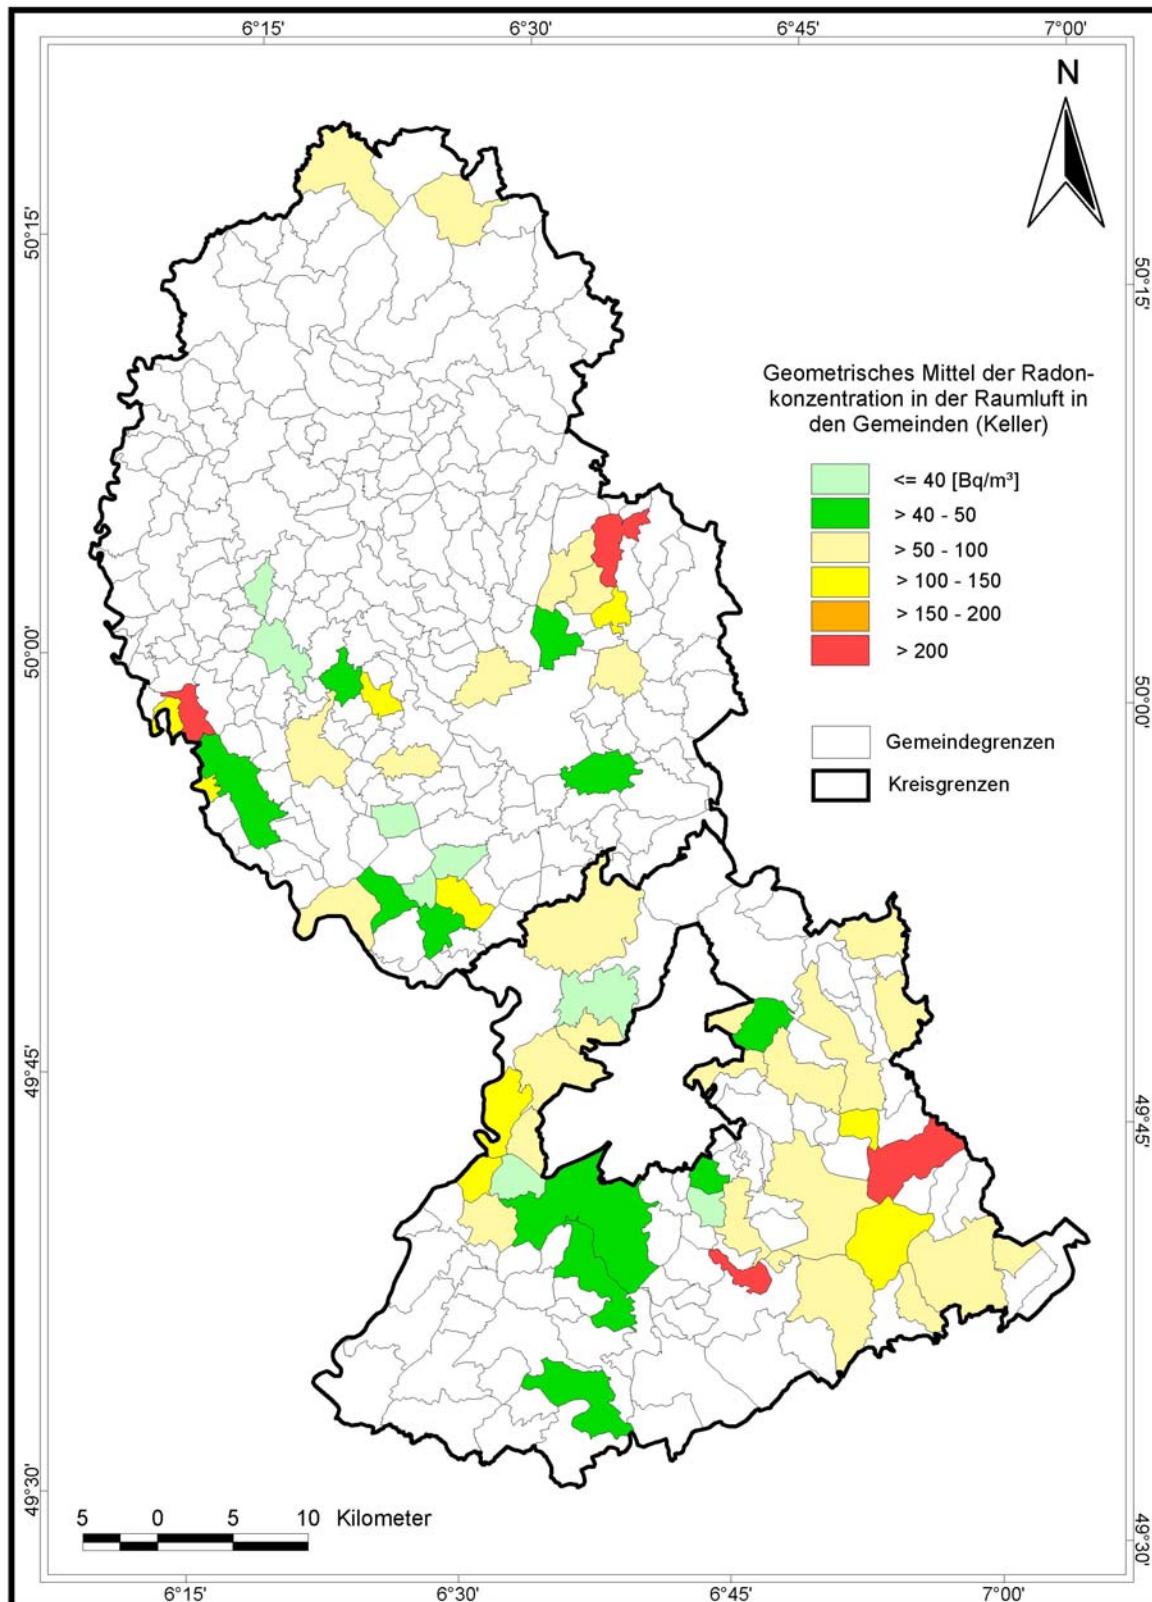 6°15'
6°30'
6°45'
7°00'
N
50°15'
50°15'
Geometrisches Mittel der Radon-
konzentration in der Raumluft in
den Gemeinden (Keller)
<= 40 [Bq/m³]
> 40 - 50
> 50 - 100
> 100 - 150
> 150 - 200
> 200
50°00'
50°00'
Gemeindegrenzen
Kreisgrenzen
49°45'
49°45'
49°30'
49°30'
5 0 5 10 Kilometer
6°15'
6°30'
6°45'
7°00'